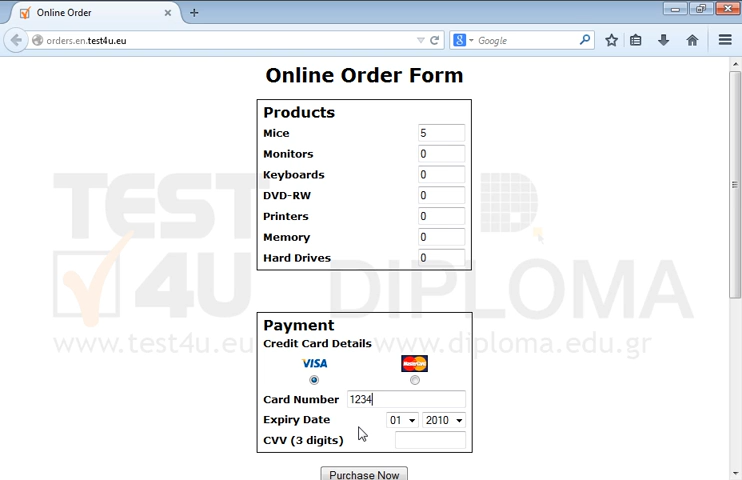 Online Order
orders.en.test4u.eu
Google
Online Order Form
Products
Mice 5
Monitors 0
Keyboards 0
DVD-RW 0
Printers 0
Memory 0
Hard Drives 0
TEST
4U
D
DIPLOMA
www.test4u.eu
www.diploma.edu.gr
Payment
Credit Card Details
VISA MasterCard
Card Number 1234
Expiry Date 01 2010
CVV (3 digits)
Purchase Now